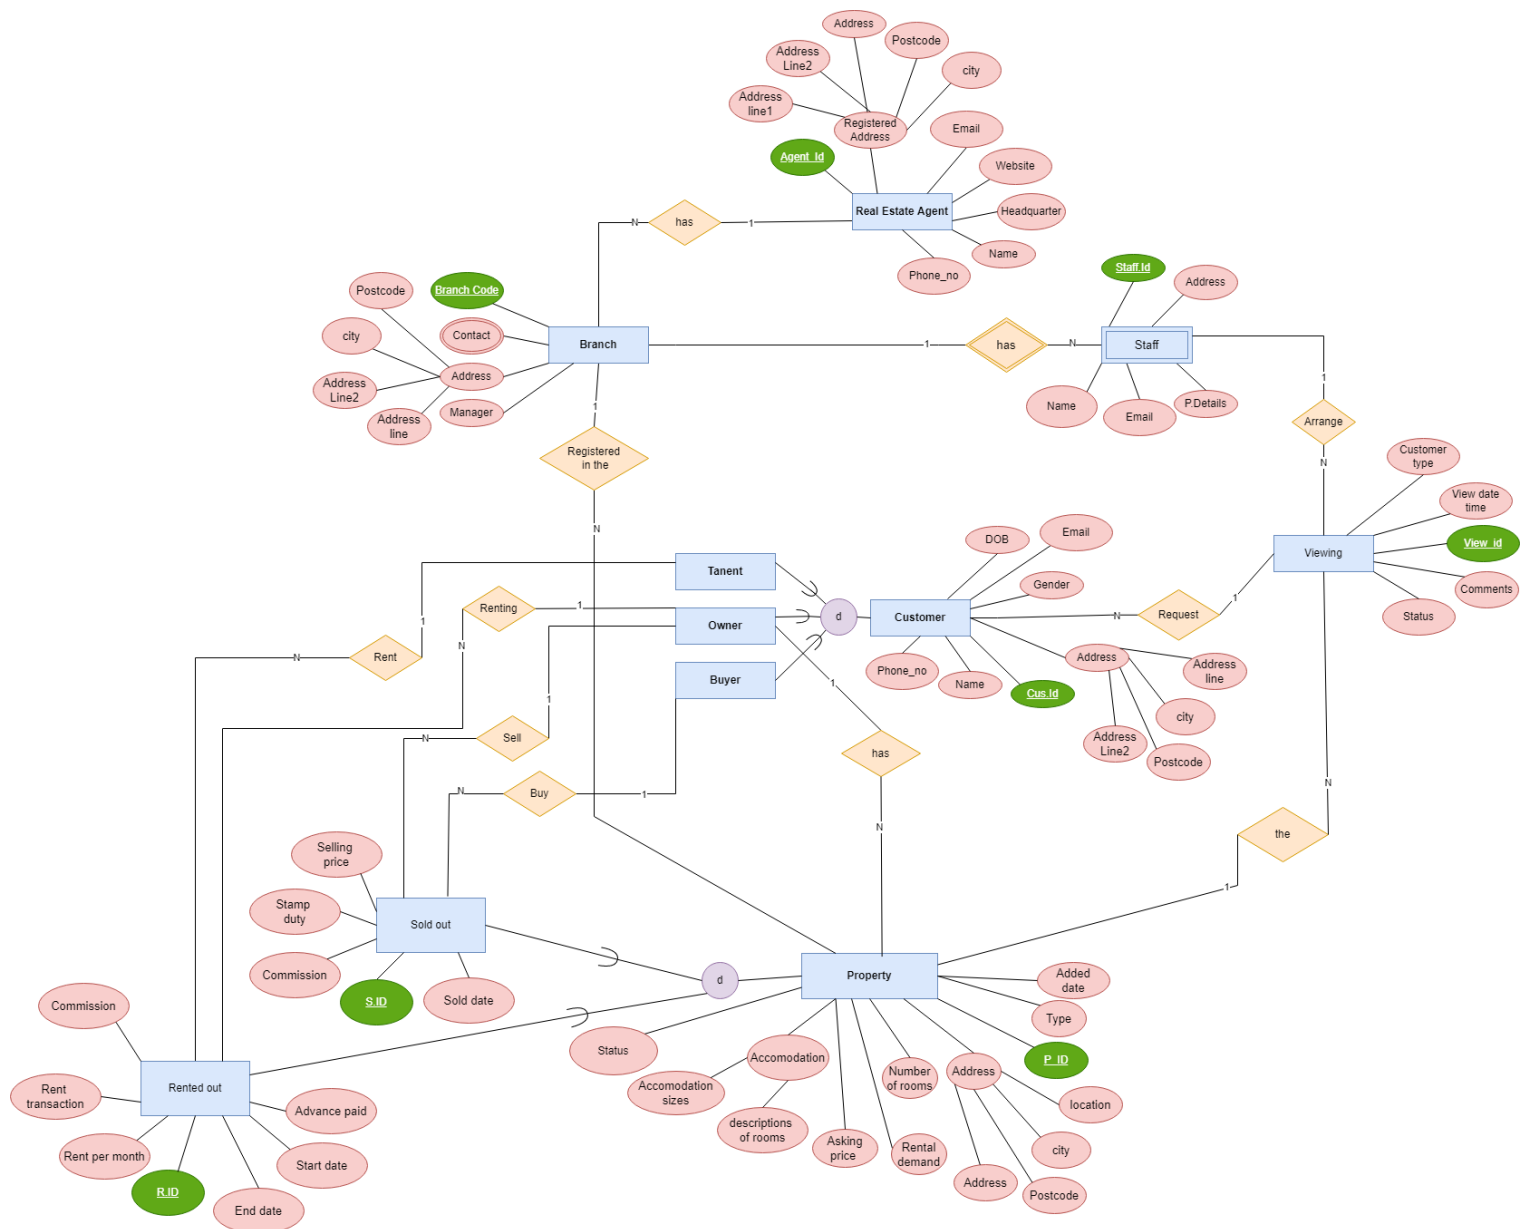 Address
Postcode
Address
Line2
city
Address
line1
Registered
Address
Email
Agent_Id
Website
Real Estate Agent
Headquarter
N
has
1
Name
Phone_no
Staff.Id
Address
Postcode
Branch Code
Contact
city
Branch
1
has
N
Staff
Address
Address
Line2
Manager
Address
line
1
Name
Email
P.Details
1
Arrange
Registered
in the
N
Customer
type
View date
time
N
DOB
Email
View_id
Viewing
Tanent
Gender
Comments
Renting
1
Owner
d
Customer
N
Request
1
Status
1
N
N
Rent
Buyer
Phone_no
Name
Cus.Id
Address
Address
line
city
1
1
N
Sell
Address
Line2
Postcode
has
N
N
Buy
1
N
the
Selling
price
1
Stamp
duty
Sold out
Commission
S.ID
Sold date
d
Property
Added
date
Type
P_ID
Commission
Status
Accomodation
Number
of rooms
Address
Rented out
Accomodation
sizes
location
Rent
transaction
Advance paid
descriptions
of rooms
Asking
price
Rental
demand
city
Rent per month
Start date
Address
Postcode
R.ID
End date